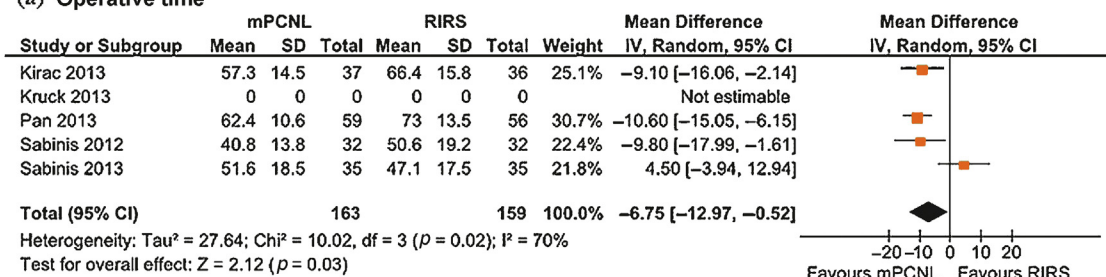 (a) Operative time
mPCNL RIRS Mean Difference Mean Difference
Study or Subgroup Mean SD Total Mean SD Total Weight IV, Random, 95% CI IV, Random, 95% CI
Kirac 2013 57.3 14.5 37 66.4 15.8 36 25.1% −9.10 [−16.06, −2.14]
Kruck 2013 0 0 0 0 0 0 Not estimable
Pan 2013 62.4 10.6 59 73 13.5 56 30.7% −10.60 [−15.05, −6.15]
Sabinis 2012 40.8 13.8 32 50.6 19.2 32 22.4% −9.80 [−17.99, −1.61]
Sabinis 2013 51.6 18.5 35 47.1 17.5 35 21.8% 4.50 [−3.94, 12.94]
Total (95% CI) 163 159 100.0% −6.75 [−12.97, −0.52]
Heterogeneity: Tau² = 27.64; Chi² = 10.02, df = 3 (p = 0.02); I² = 70%
Test for overall effect: Z = 2.12 (p = 0.03)
−20 −10 0 10 20
Favours mPCNL Favours RIRS